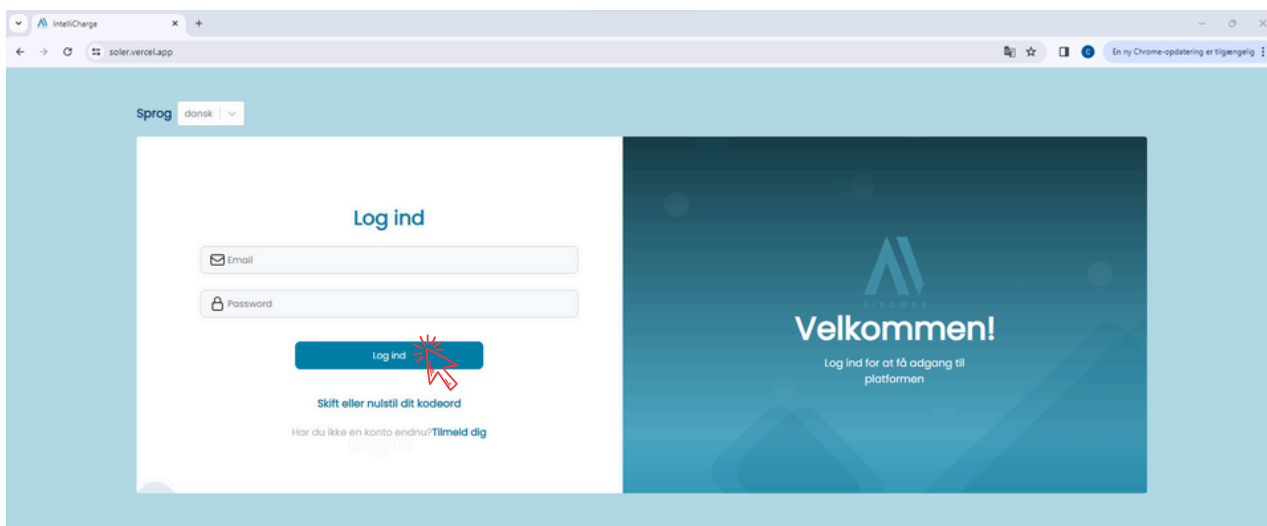 IntelliCharge
soler.vercel.app
C
En ny Chrome-opdatering er tilgængelig
Sprog
dansk
Log ind
Email
Password
Log ind
Skift eller nulstil dit kodeord
Har du ikke en konto endnu?Tilmeld dig
AIPOWER
Velkommen!
Log ind for at få adgang til
platformen